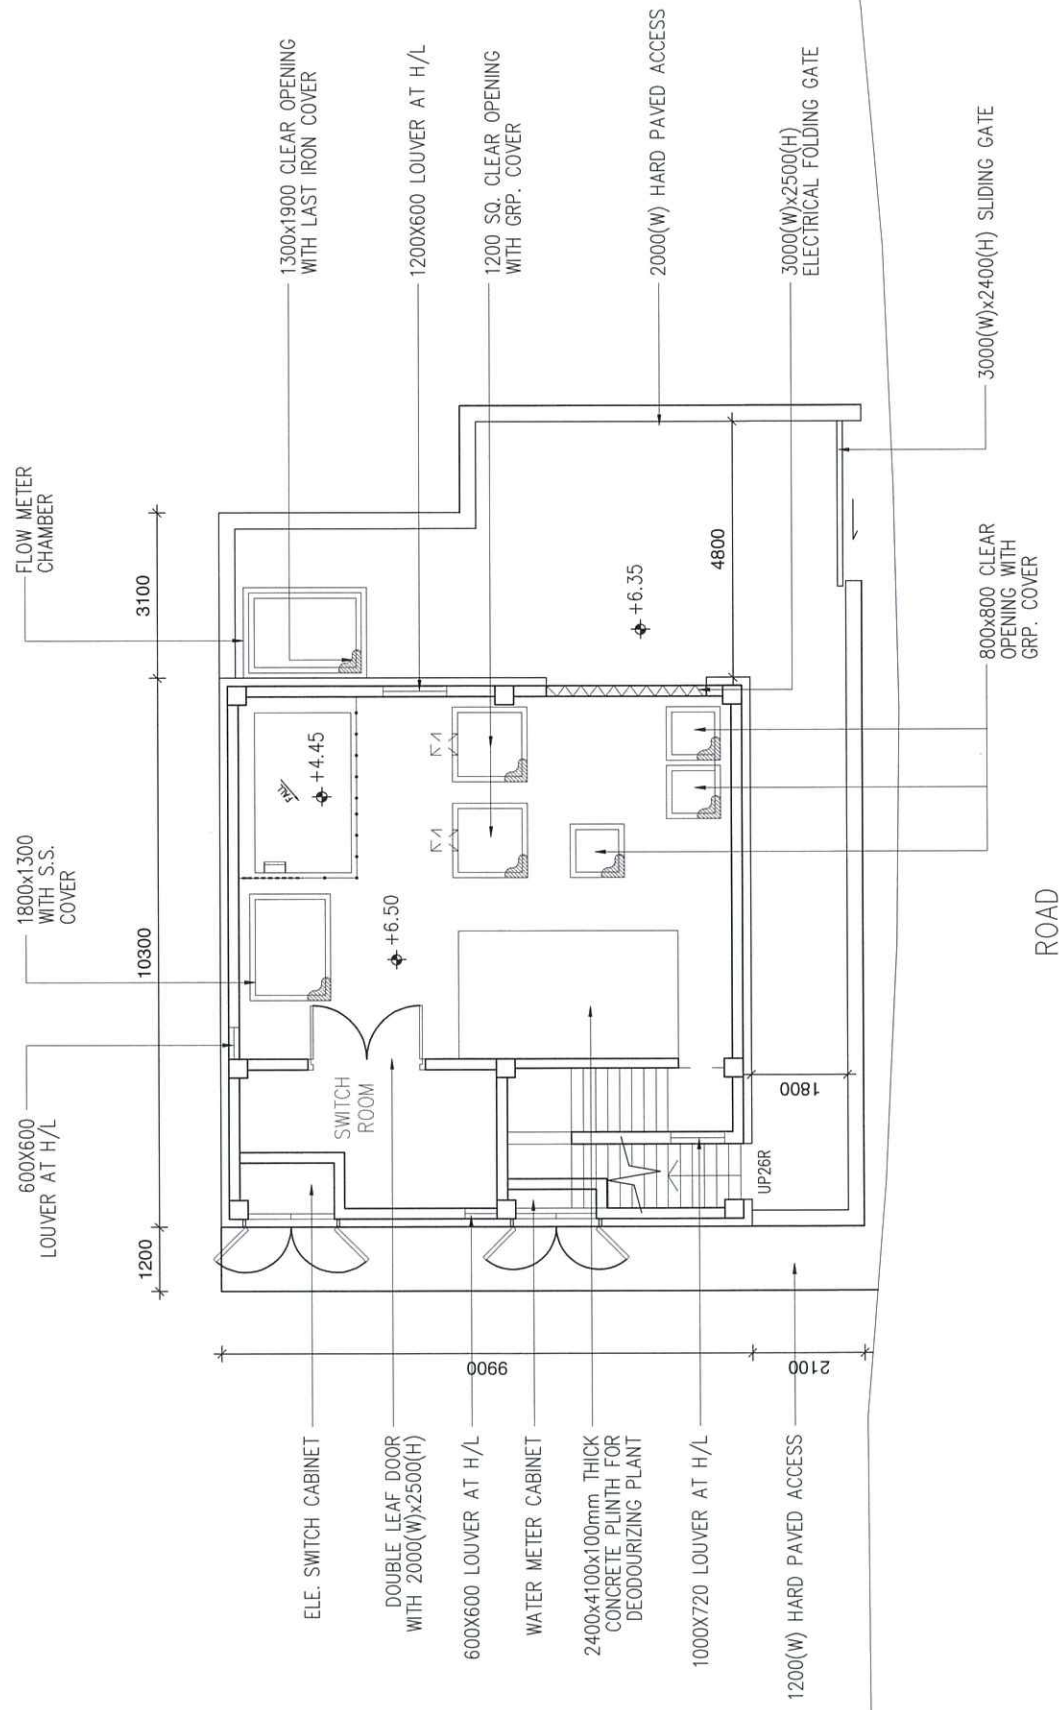 600X600
LOUVER AT H/L
1800x1300
WITH S.S.
COVER
FLOW METER
CHAMBER
1200
10300
3100
1300x1900 CLEAR OPENING
WITH LAST IRON COVER
1200X600 LOUVER AT H/L
1200 SQ. CLEAR OPENING
WITH GRP. COVER
2000(W) HARD PAVED ACCESS
3000(W)x2500(H)
ELECTRICAL FOLDING GATE
3000(W)x2400(H) SLIDING GATE
FALL
+4.45
+6.50
+6.35
SWITCH
ROOM
UP26R
4800
1800
9900
2100
ELE. SWITCH CABINET
DOUBLE LEAF DOOR
WITH 2000(W)x2500(H)
600X600 LOUVER AT H/L
WATER METER CABINET
2400x4100x100mm THICK
CONCRETE PLINTH FOR
DEODOURIZING PLANT
1000X720 LOUVER AT H/L
1200(W) HARD PAVED ACCESS
800x800 CLEAR
OPENING WITH
GRP. COVER
ROAD